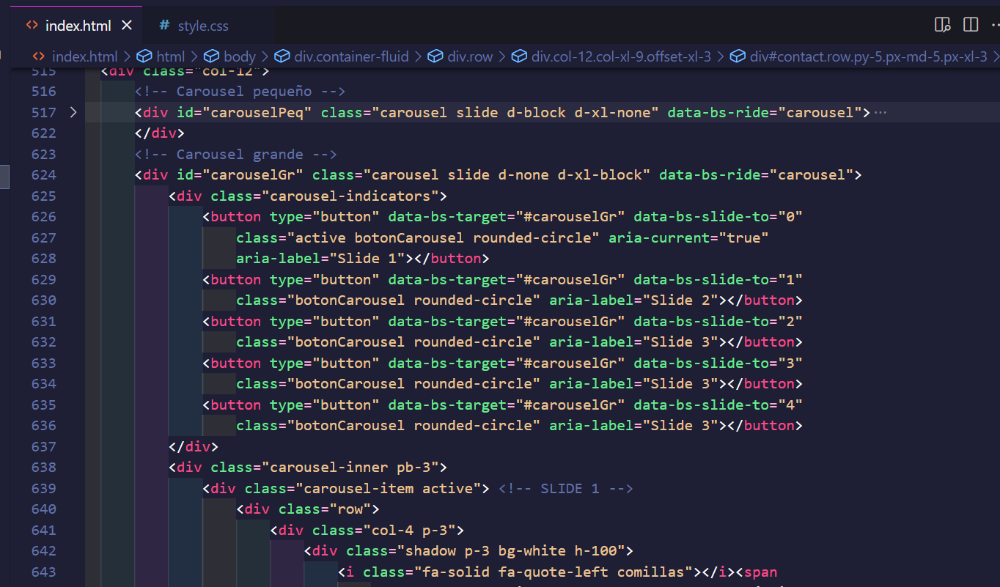 index.html
style.css
index.html > html > body > div.container-fluid > div.row > div.col-12.col-xl-9.offset-xl-3 > div#contact.row.py-5.px-md-5.px-xl-3 >
515 <div class="col-12">
516 <!-- Carousel pequeño -->
517 > <div id="carouselPeq" class="carousel slide d-block d-xl-none" data-bs-ride="carousel">···
622 </div>
623 <!-- Carousel grande -->
624 <div id="carouselGr" class="carousel slide d-none d-xl-block" data-bs-ride="carousel">
625 <div class="carousel-indicators">
626 <button type="button" data-bs-target="#carouselGr" data-bs-slide-to="0"
627 class="active botonCarousel rounded-circle" aria-current="true"
628 aria-label="Slide 1"></button>
629 <button type="button" data-bs-target="#carouselGr" data-bs-slide-to="1"
630 class="botonCarousel rounded-circle" aria-label="Slide 2"></button>
631 <button type="button" data-bs-target="#carouselGr" data-bs-slide-to="2"
632 class="botonCarousel rounded-circle" aria-label="Slide 3"></button>
633 <button type="button" data-bs-target="#carouselGr" data-bs-slide-to="3"
634 class="botonCarousel rounded-circle" aria-label="Slide 3"></button>
635 <button type="button" data-bs-target="#carouselGr" data-bs-slide-to="4"
636 class="botonCarousel rounded-circle" aria-label="Slide 3"></button>
637 </div>
638 <div class="carousel-inner pb-3">
639 <div class="carousel-item active"> <!-- SLIDE 1 -->
640 <div class="row">
641 <div class="col-4 p-3">
642 <div class="shadow p-3 bg-white h-100">
643 <i class="fa-solid fa-quote-left comillas"></i><span